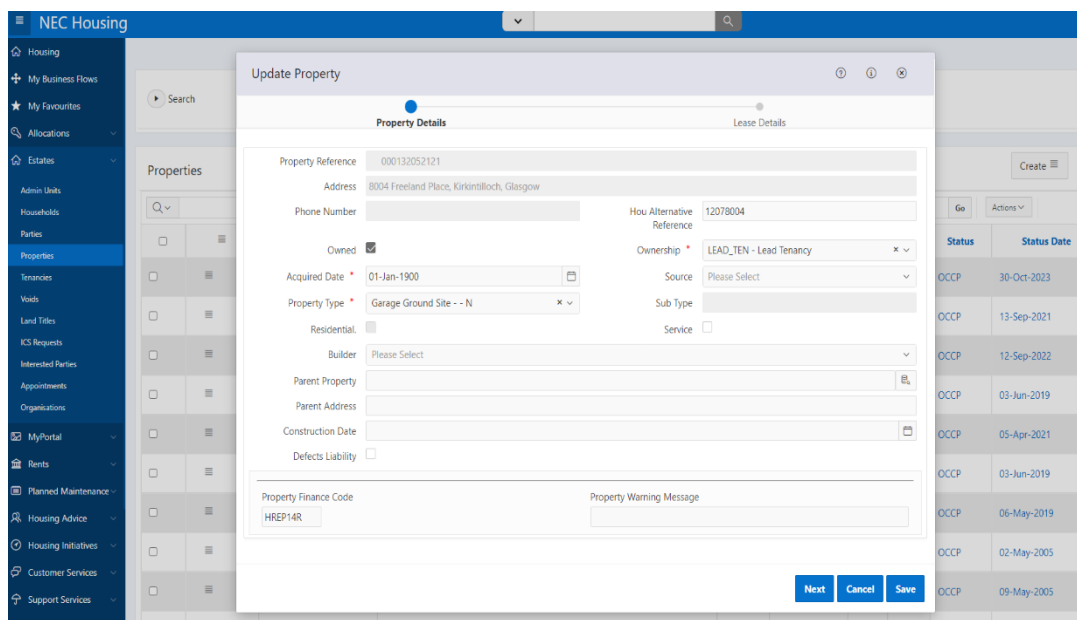 NEC Housing
Housing
My Business Flows
My Favourites
Allocations
Estates
Admin Units
Households
Parties
Properties
Tenancies
Voids
Land Titles
ICS Requests
Interested Parties
Appointments
Organisations
MyPortal
Rents
Planned Maintenance
Housing Advice
Housing Initiatives
Customer Services
Support Services
Search
Properties
Update Property
Property Details Lease Details
Property Reference 000132052121
Address 8004 Freeland Place, Kirkintilloch, Glasgow
Phone Number Hou Alternative 12078004
Reference
Owned Ownership * LEAD_TEN - Lead Tenancy
Acquired Date * 01-Jan-1900 Source Please Select
Property Type * Garage Ground Site - - N Sub Type
Residential. Service
Builder Please Select
Parent Property
Parent Address
Construction Date
Defects Liability
Property Finance Code Property Warning Message
HREP14R
Next Cancel Save
Create
Go Actions
Status Status Date
OCCP 30-Oct-2023
OCCP 13-Sep-2021
OCCP 12-Sep-2022
OCCP 03-Jun-2019
OCCP 05-Apr-2021
OCCP 03-Jun-2019
OCCP 06-May-2019
OCCP 02-May-2005
OCCP 09-May-2005